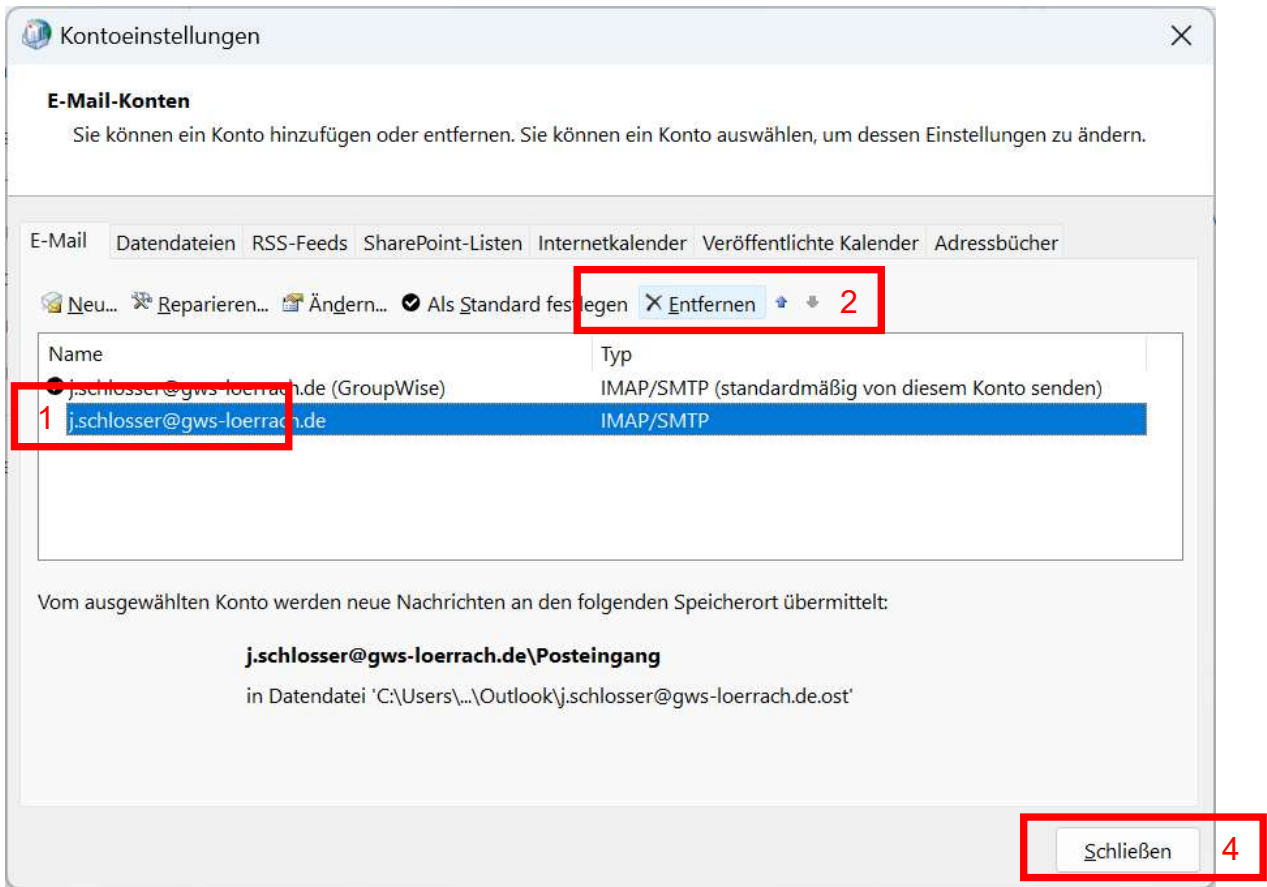 Kontoeinstellungen
E-Mail-Konten
Sie können ein Konto hinzufügen oder entfernen. Sie können ein Konto auswählen, um dessen Einstellungen zu ändern.
E-Mail Datendateien RSS-Feeds SharePoint-Listen Internetkalender Veröffentlichte Kalender Adressbücher
Neu... Reparieren... Ändern... Als Standard festlegen Entfernen 2
Name Typ
j.schlosser@gws-loerrach.de (GroupWise) IMAP/SMTP (standardmäßig von diesem Konto senden)
1 j.schlosser@gws-loerrach.de IMAP/SMTP
Vom ausgewählten Konto werden neue Nachrichten an den folgenden Speicherort übermittelt:
j.schlosser@gws-loerrach.de\Posteingang
in Datendatei 'C:\Users\...\Outlook\j.schlosser@gws-loerrach.de.ost'
Schließen 4